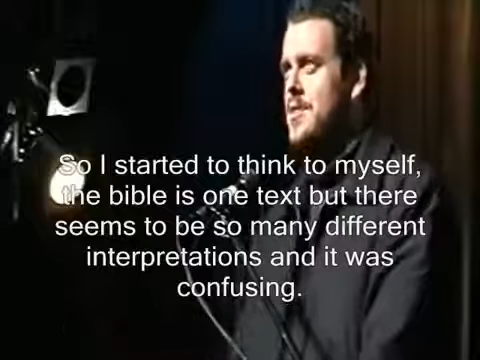 So I started to think to myself,
the bible is one text but there
seems to be so many different
interpretations and it was
confusing.